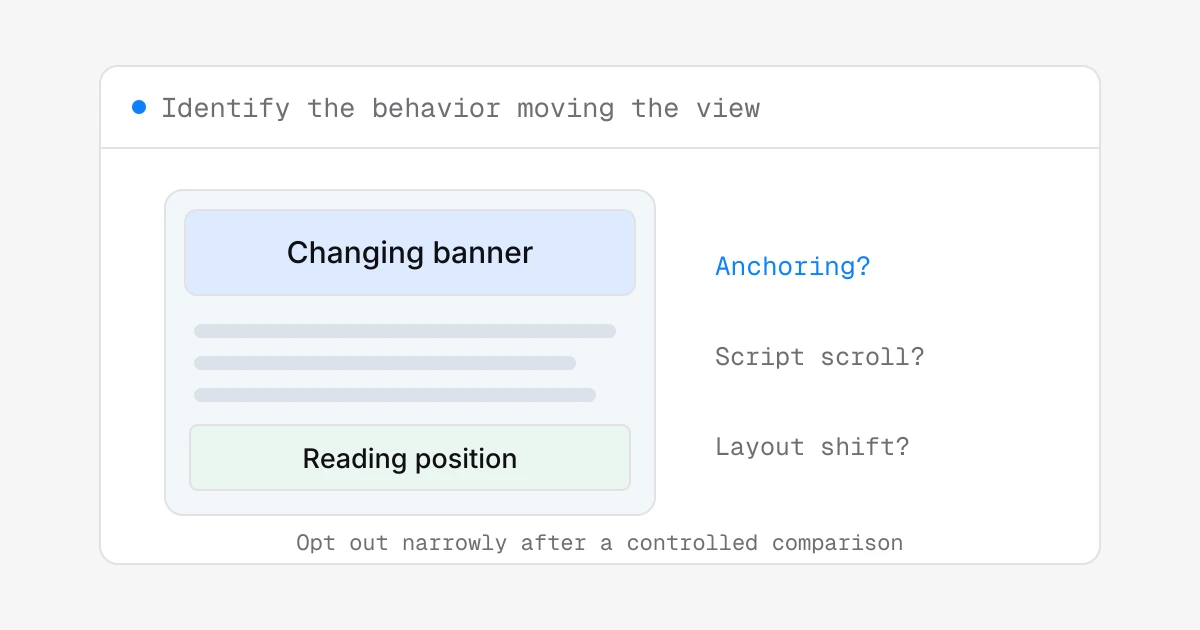 Identify the behavior moving the view
Changing banner
Reading position
Anchoring?
Script scroll?
Layout shift?
Opt out narrowly after a controlled comparison